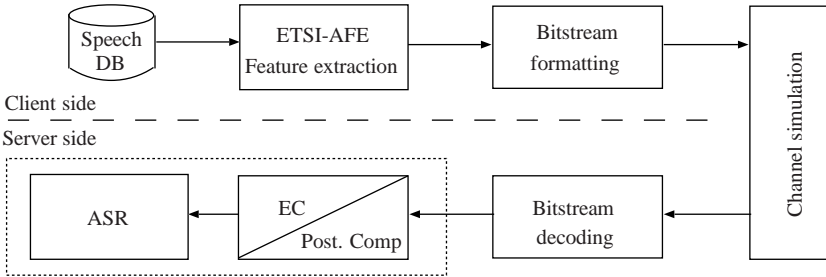 Speech
DB
ETSI-AFE
Feature extraction
Bitstream
formatting
Channel simulation
Client side
Server side
ASR
EC
Post. Comp
Bitstream
decoding